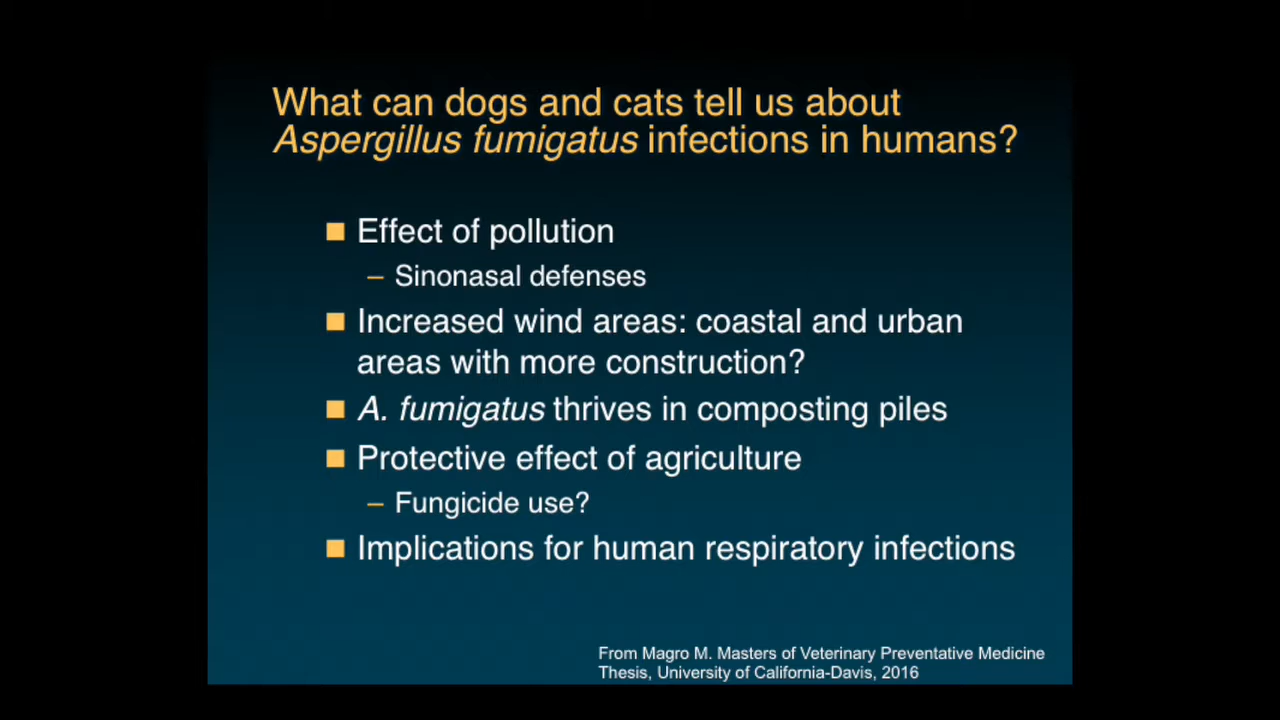 What can dogs and cats tell us about
Aspergillus fumigatus infections in humans?
Effect of pollution
– Sinonasal defenses
Increased wind areas: coastal and urban
areas with more construction?
A. fumigatus thrives in composting piles
Protective effect of agriculture
– Fungicide use?
Implications for human respiratory infections
From Magro M. Masters of Veterinary Preventative Medicine
Thesis, University of California-Davis, 2016